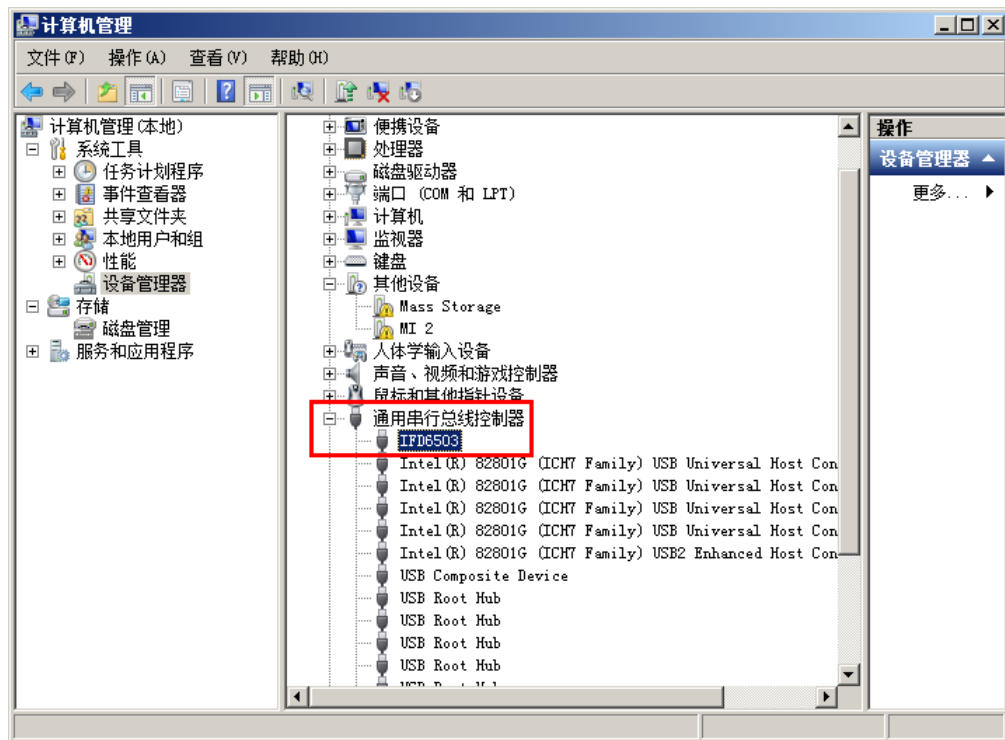 计算机管理
文件(F) 操作(A) 查看(V) 帮助(H)
计算机管理(本地)
系统工具
任务计划程序
事件查看器
共享文件夹
本地用户和组
性能
设备管理器
存储
磁盘管理
服务和应用程序
便携设备
处理器
磁盘驱动器
端口 (COM 和 LPT)
计算机
监视器
键盘
其他设备
Mass Storage
MI 2
人体学输入设备
声音、视频和游戏控制器
鼠标和其他指针设备
通用串行总线控制器
IFD6503
Intel(R) 82801G (ICH7 Family) USB Universal Host Con
Intel(R) 82801G (ICH7 Family) USB Universal Host Con
Intel(R) 82801G (ICH7 Family) USB Universal Host Con
Intel(R) 82801G (ICH7 Family) USB Universal Host Con
Intel(R) 82801G (ICH7 Family) USB2 Enhanced Host Con
USB Composite Device
USB Root Hub
USB Root Hub
USB Root Hub
USB Root Hub
操作
设备管理器
更多...